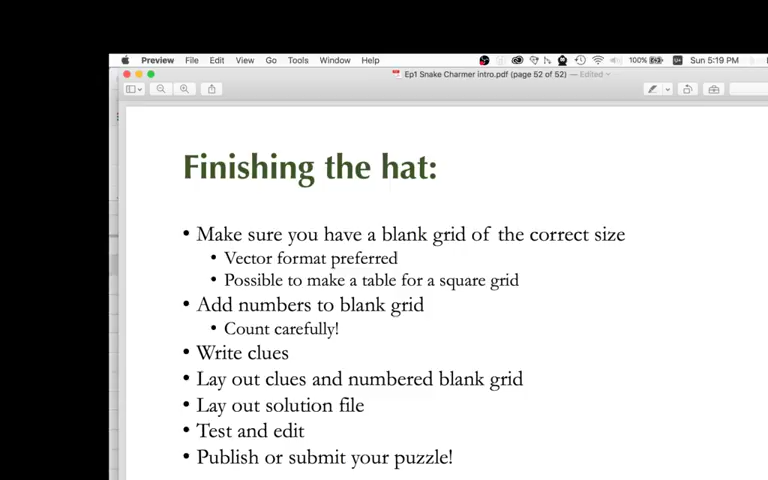 Preview File Edit View Go Tools Window Help 100% Sun 5:19 PM
Ep1 Snake Charmer intro.pdf (page 52 of 52) — Edited
Finishing the hat:
• Make sure you have a blank grid of the correct size
• Vector format preferred
• Possible to make a table for a square grid
• Add numbers to blank grid
• Count carefully!
• Write clues
• Lay out clues and numbered blank grid
• Lay out solution file
• Test and edit
• Publish or submit your puzzle!